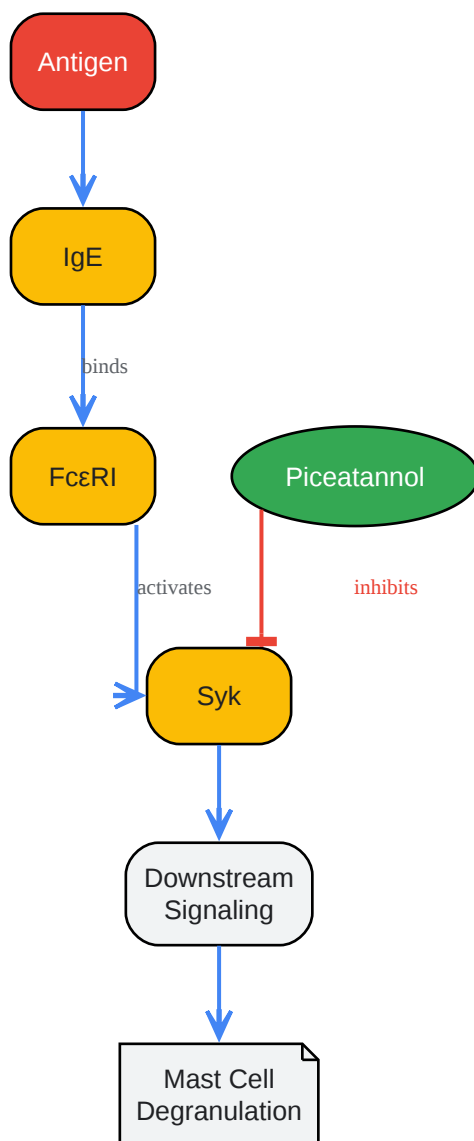 Antigen
IgE
binds
FcεRI
Piceatannol
activates
inhibits
Syk
Downstream
Signaling
Mast Cell
Degranulation